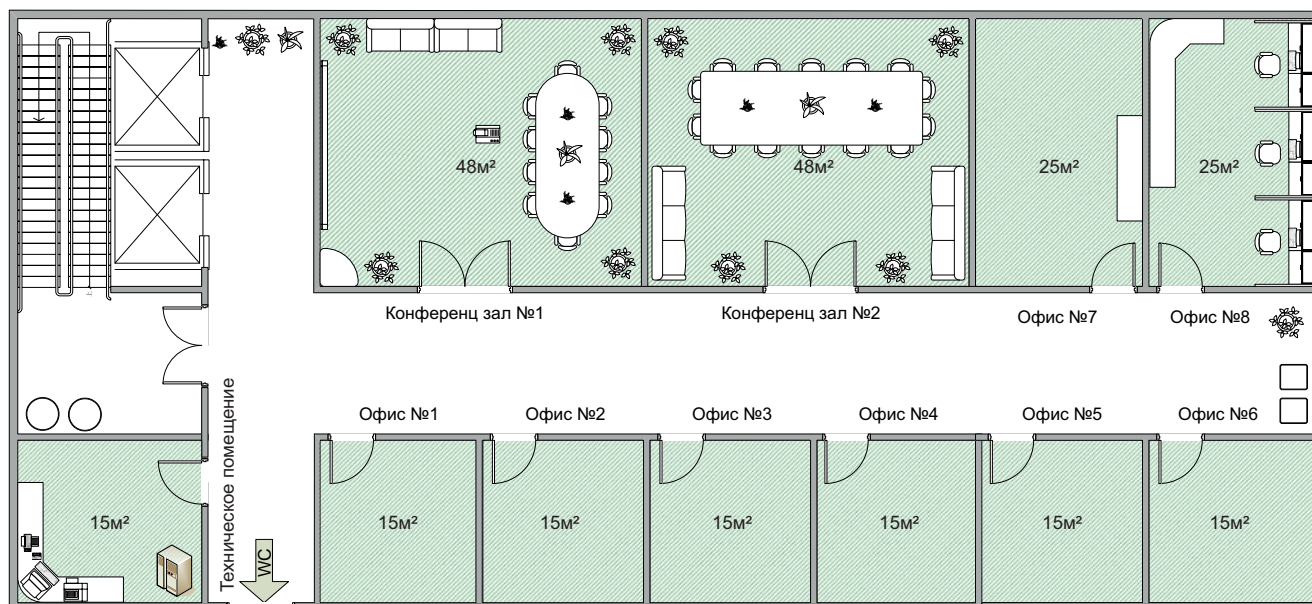 48м²
48м²
25м²
25м²
Конференц зал №1
Конференц зал №2
Офис №7
Офис №8
Офис №1
Офис №2
Офис №3
Офис №4
Офис №5
Офис №6
Техническое помещение
15м²
15м²
15м²
15м²
15м²
15м²
15м²
WC